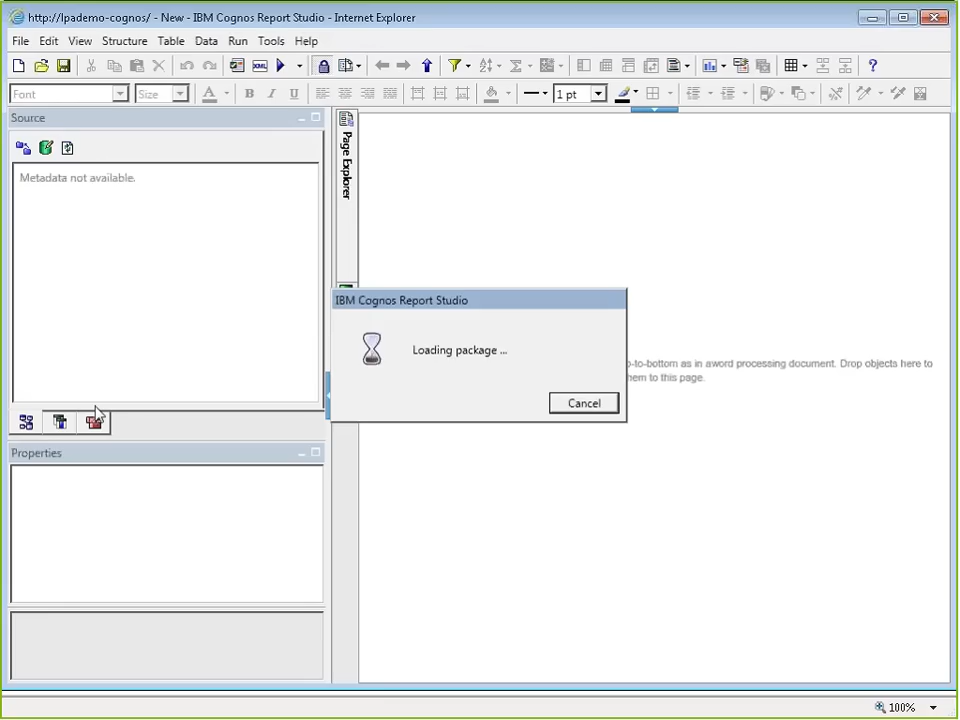 http://lpademo-cognos/ - New - IBM Cognos Report Studio - Internet Explorer
File Edit View Structure Table Data Run Tools Help
XML
Font Size A B I U 1 pt
Source
Metadata not available.
Page Explorer
IBM Cognos Report Studio
Loading package ...
Cancel
-to-bottom as in aword processing document. Drop objects here to
hem to this page.
Properties
100%